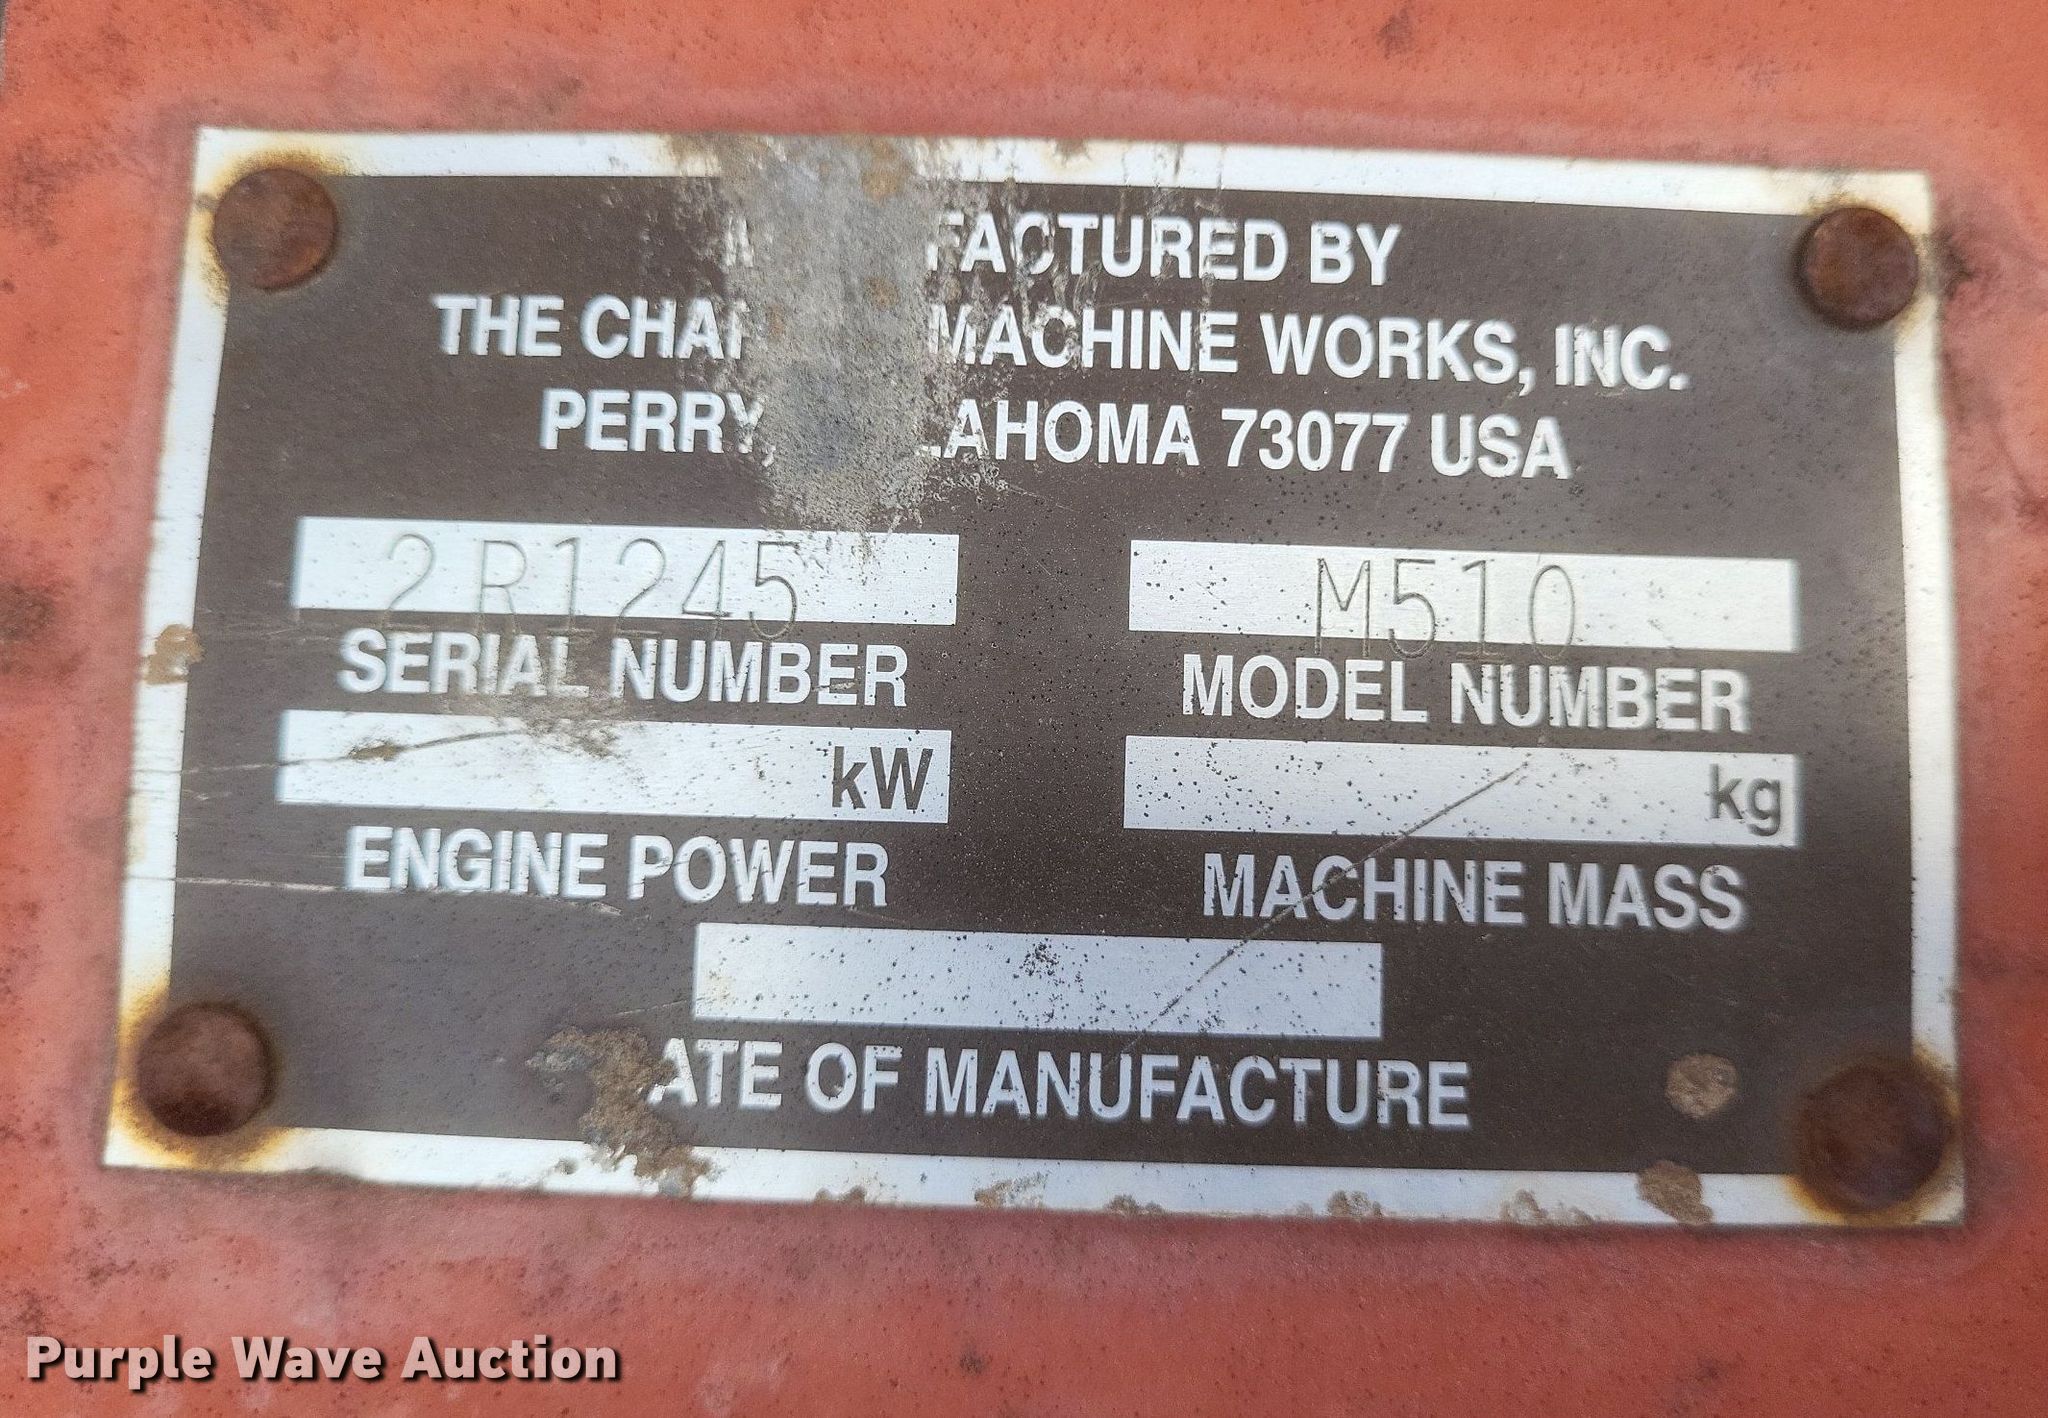 FACTURED BY
THE CHAR MACHINE WORKS, INC.
PERRY, LAHOMA 73077 USA
2R1245 M510
SERIAL NUMBER MODEL NUMBER
kW kg
ENGINE POWER MACHINE MASS
ATE OF MANUFACTURE
Purple Wave Auction